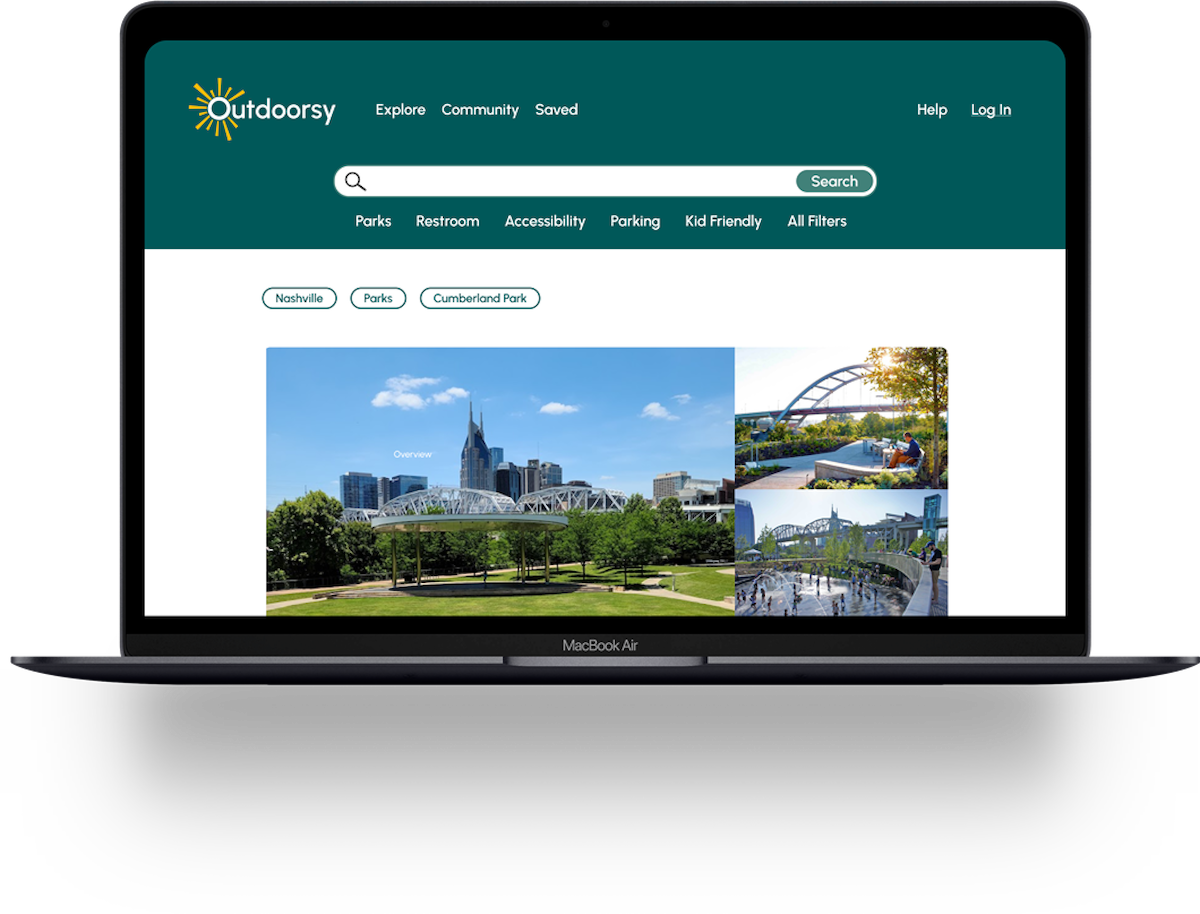 Outdoorsy Explore Community Saved Help Log In
Search
Parks Restroom Accessibility Parking Kid Friendly All Filters
Nashville Parks Cumberland Park
Overview
MacBook Air